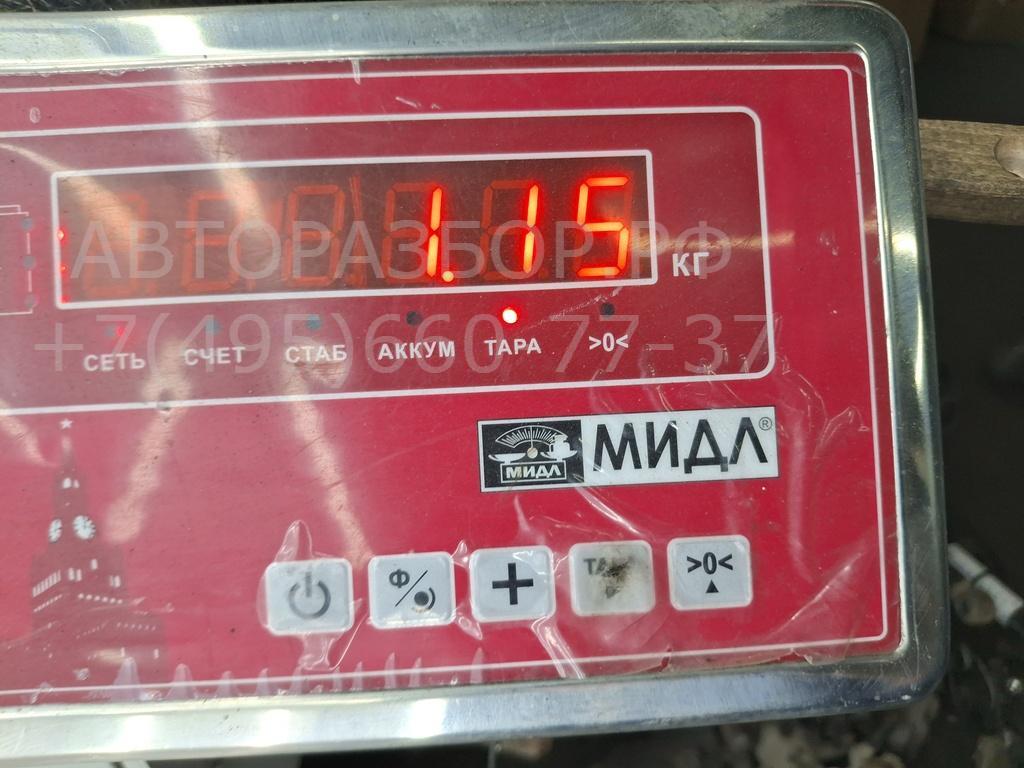 1.15
АВТОРАЗБОР.РФ
КГ
+7(495)660-77-37
СЕТЬ СЧЕТ СТАБ АККУМ ТАРА >0<
МИДЛ МИДЛ®
Ф + >0<